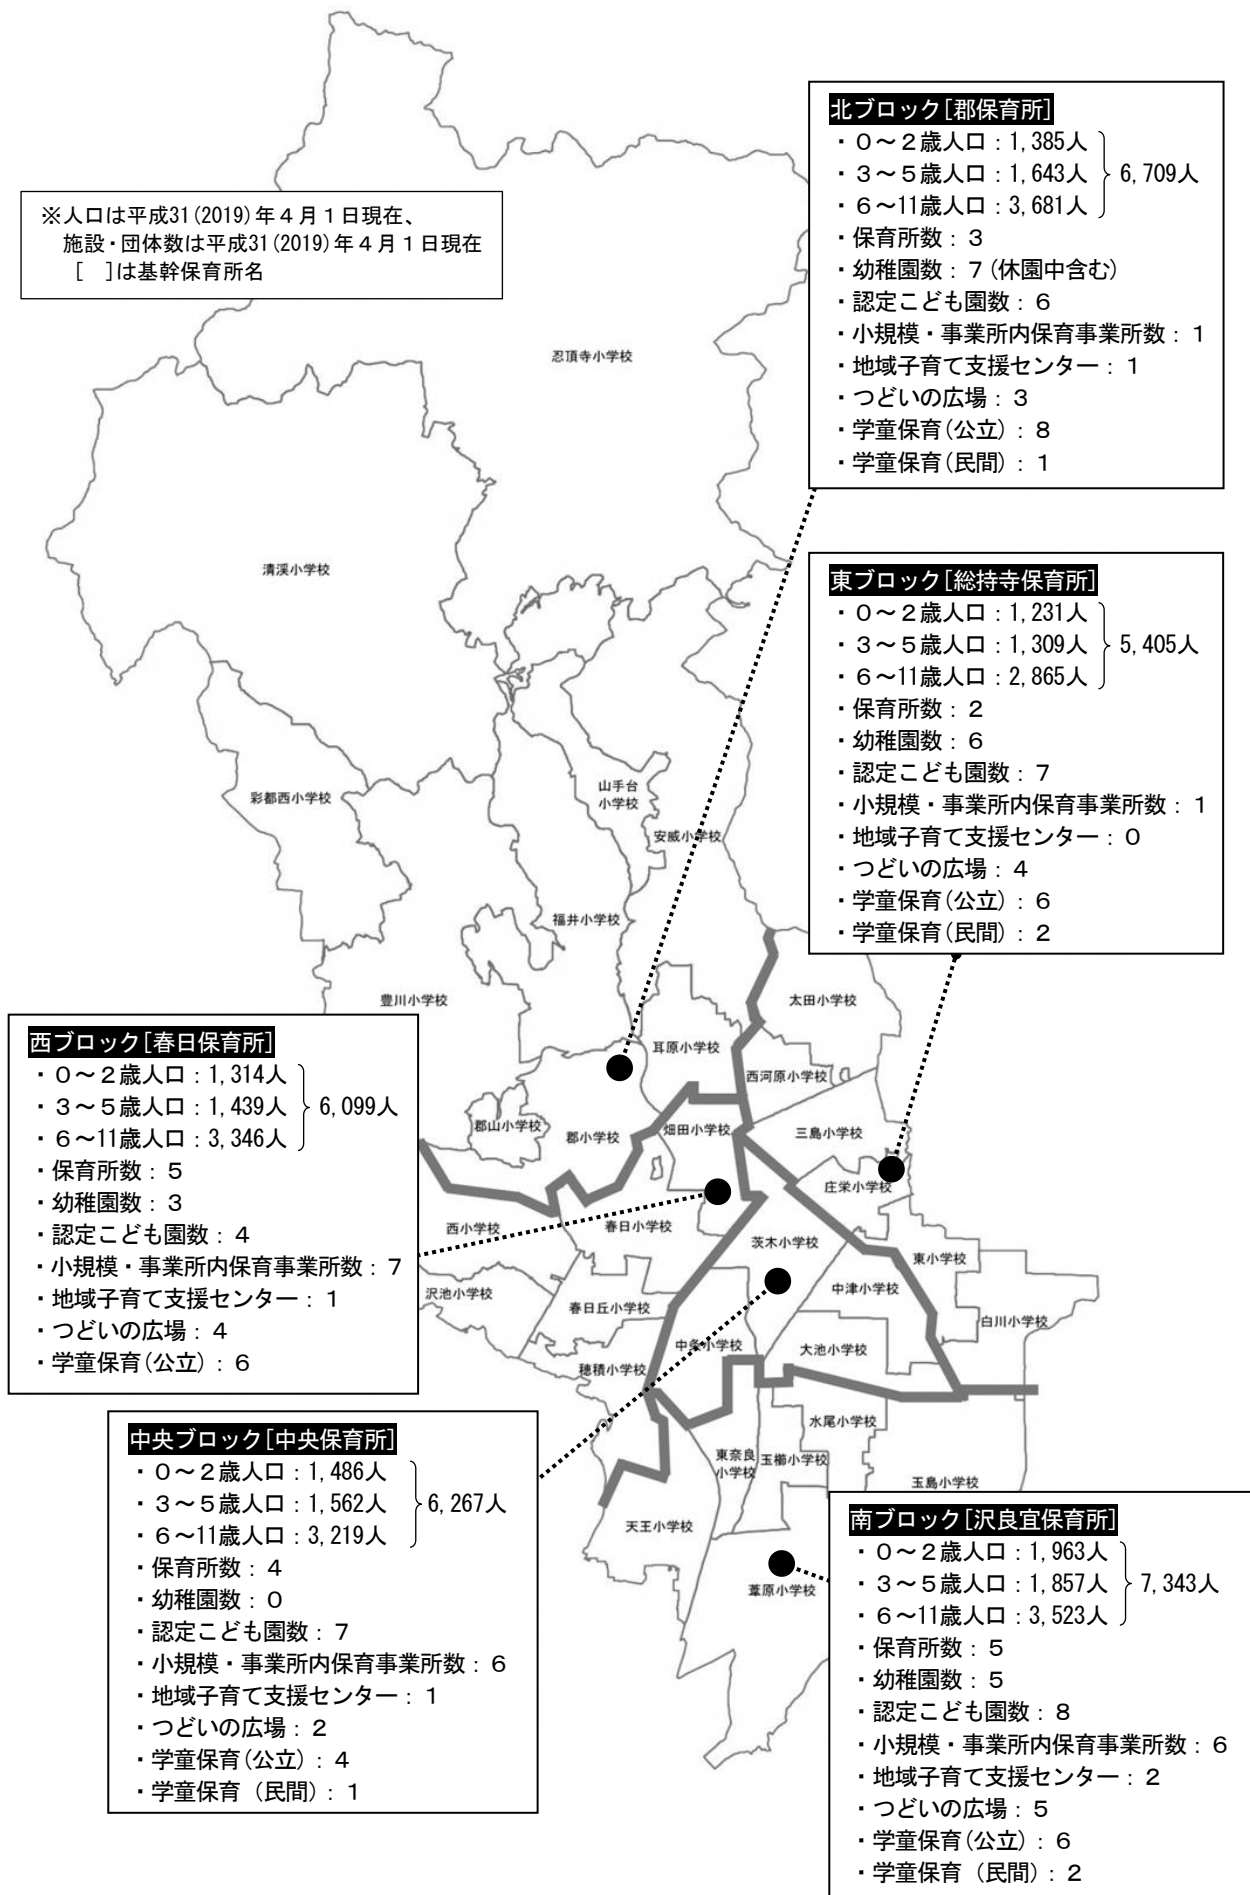 北ブロック[郡保育所]
・０～２歳人口：1,385人
・３～５歳人口：1,643人
6,709人
・６～11歳人口：3,681人
・保育所数：３
・幼稚園数：７(休園中含む)
・認定こども園数：６
・小規模・事業所内保育事業所数：１
・地域子育て支援センター：１
・つどいの広場：３
・学童保育(公立)：８
・学童保育(民間)：１
※人口は平成31(2019)年４月１日現在、
施設・団体数は平成31(2019)年４月１日現在
[　]は基幹保育所名
忍頂寺小学校
清渓小学校
東ブロック[総持寺保育所]
・０～２歳人口：1,231人
・３～５歳人口：1,309人
5,405人
・６～11歳人口：2,865人
・保育所数：２
・幼稚園数：６
・認定こども園数：７
・小規模・事業所内保育事業所数：１
・地域子育て支援センター：０
・つどいの広場：４
・学童保育(公立)：６
・学童保育(民間)：２
彩都西小学校
山手台
小学校
安威小学校
福井小学校
豊川小学校
太田小学校
耳原小学校
西河原小学校
郡山小学校
郡小学校
畑田小学校
三島小学校
庄栄小学校
西小学校
春日小学校
茨木小学校
東小学校
沢池小学校
春日丘小学校
中津小学校
白川小学校
穂積小学校
中条小学校
大池小学校
水尾小学校
東奈良
小学校
玉櫛小学校
玉島小学校
天王小学校
葦原小学校
西ブロック[春日保育所]
・０～２歳人口：1,314人
・３～５歳人口：1,439人
6,099人
・６～11歳人口：3,346人
・保育所数：５
・幼稚園数：３
・認定こども園数：４
・小規模・事業所内保育事業所数：７
・地域子育て支援センター：１
・つどいの広場：４
・学童保育(公立)：６
中央ブロック[中央保育所]
・０～２歳人口：1,486人
・３～５歳人口：1,562人
6,267人
・６～11歳人口：3,219人
・保育所数：４
・幼稚園数：０
・認定こども園数：７
・小規模・事業所内保育事業所数：６
・地域子育て支援センター：１
・つどいの広場：２
・学童保育(公立)：４
・学童保育（民間）：１
南ブロック[沢良宜保育所]
・０～２歳人口：1,963人
・３～５歳人口：1,857人
7,343人
・６～11歳人口：3,523人
・保育所数：５
・幼稚園数：５
・認定こども園数：８
・小規模・事業所内保育事業所数：６
・地域子育て支援センター：２
・つどいの広場：５
・学童保育(公立)：６
・学童保育（民間）：２